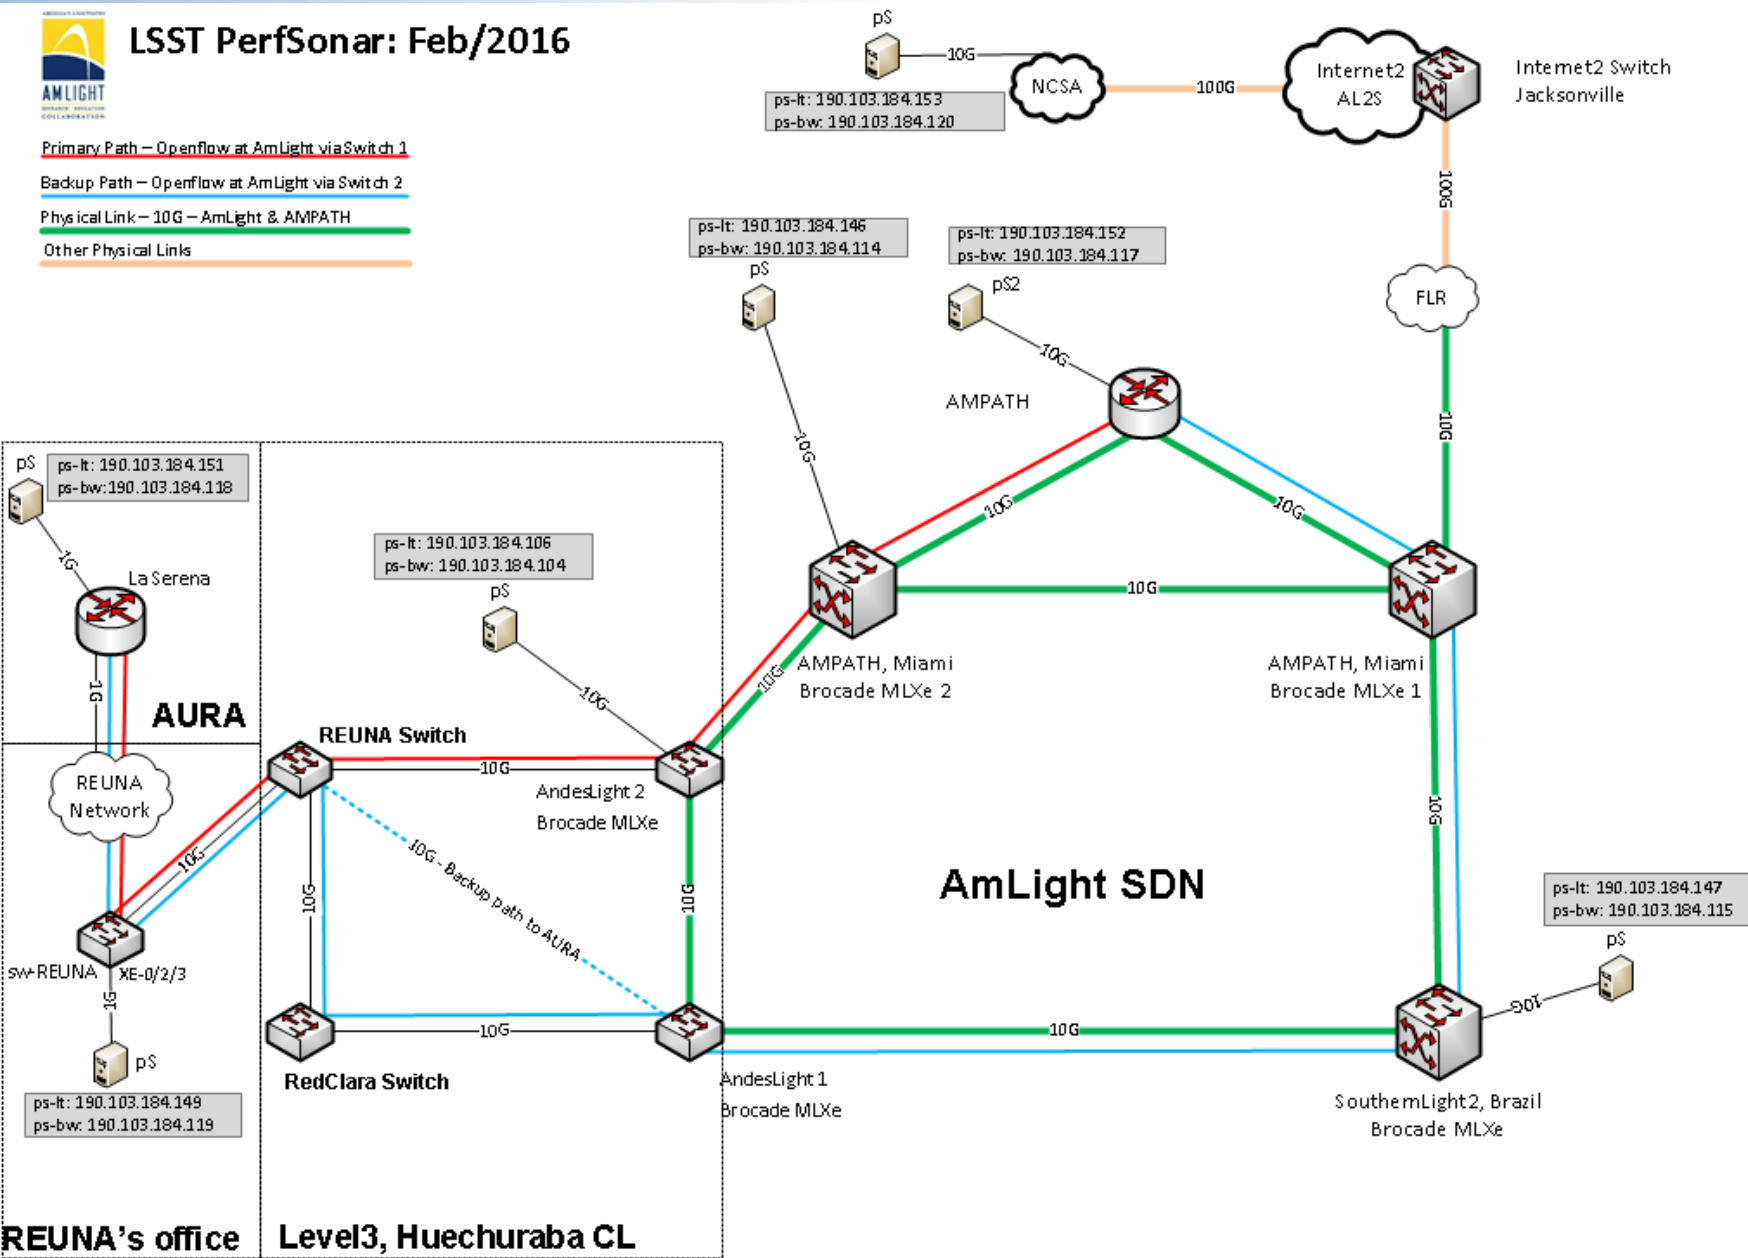 AMERICAS LIGHTPATHS
AMLIGHT
RESEARCH EDUCATION
COLLABORATION
LSST PerfSonar: Feb/2016
Primary Path – Openflow at AmLight via Switch 1
Backup Path – Openflow at AmLight via Switch 2
Physical Link – 10G – AmLight & AMPATH
Other Physical Links
pS
10G
ps-lt: 190.103.184.153
ps-bw: 190.103.184.120
NCSA
100G
Internet2
AL2S
Internet2 Switch
Jacksonville
100G
FLR
10G
ps-lt: 190.103.184.146
ps-bw: 190.103.184.114
pS
10G
ps-lt: 190.103.184.152
ps-bw: 190.103.184.117
pS2
10G
AMPATH
10G
10G
10G
AMPATH, Miami
Brocade MLXe 2
AMPATH, Miami
Brocade MLXe 1
pS
ps-lt: 190.103.184.151
ps-bw:190.103.184.118
1G
La Serena
1G
AURA
ps-lt: 190.103.184.106
ps-bw: 190.103.184.104
pS
10G
10G
REUNA Switch
10G
AndesLight 2
Brocade MLXe
REUNA
Network
10G
10G
10G - Backup path to AURA
10G
10G
AmLight SDN
sw-REUNA
XE-0/2/3
1G
pS
ps-lt: 190.103.184.149
ps-bw: 190.103.184.119
10G
RedClara Switch
10G
AndesLight 1
Brocade MLXe
ps-lt: 190.103.184.147
ps-bw: 190.103.184.115
pS
10G
SouthernLight2, Brazil
Brocade MLXe
REUNA's office
Level3, Huechuraba CL